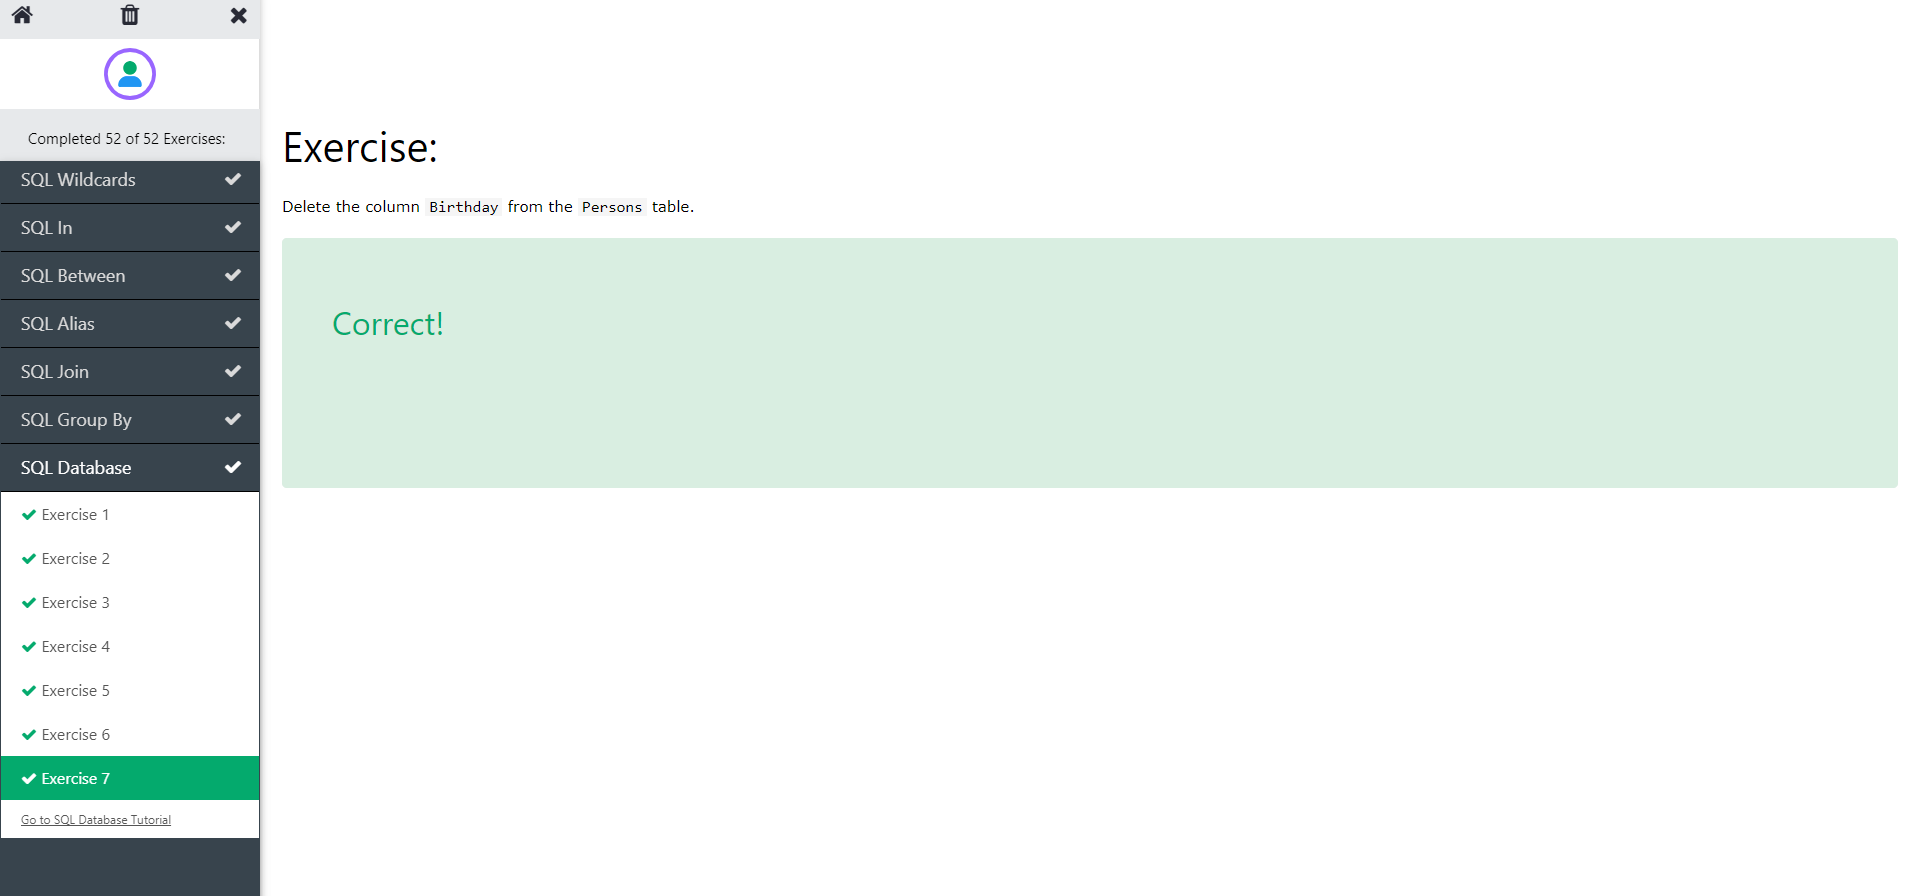 Completed 52 of 52 Exercises:
SQL Wildcards
SQL In
SQL Between
SQL Alias
SQL Join
SQL Group By
SQL Database
Exercise 1
Exercise 2
Exercise 3
Exercise 4
Exercise 5
Exercise 6
Exercise 7
Go to SQL Database Tutorial
Exercise:
Delete the column Birthday from the Persons table.
Correct!